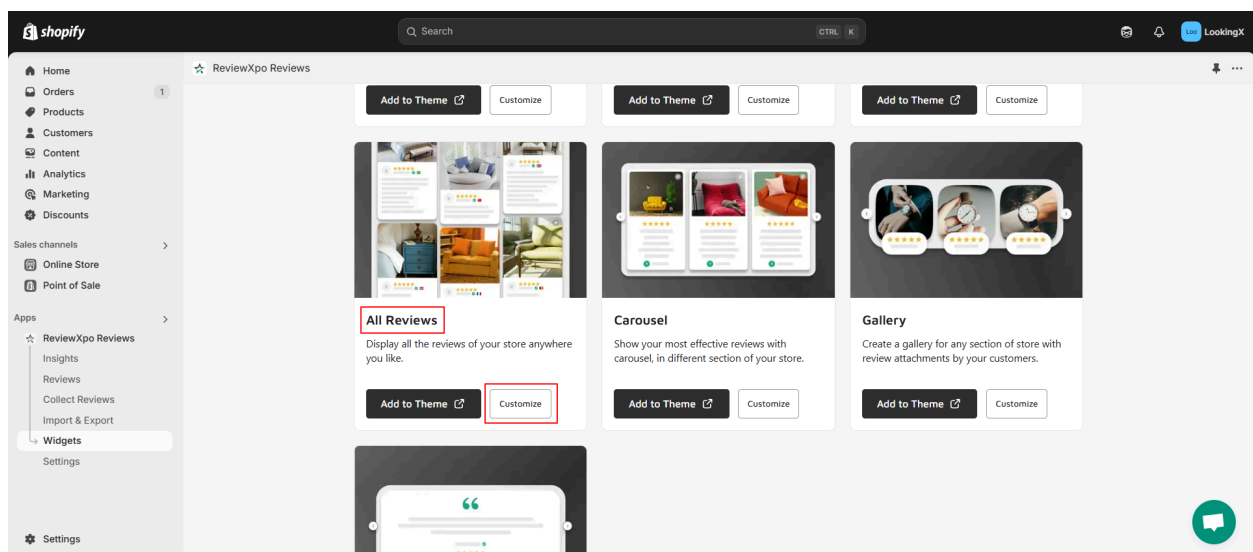 shopify
Search
CTRL K
Loo
LookingX
Home
Orders 1
Products
Customers
Content
Analytics
Marketing
Discounts
Sales channels
Online Store
Point of Sale
Apps
ReviewXpo Reviews
Insights
Reviews
Collect Reviews
Import & Export
Widgets
Settings
Settings
ReviewXpo Reviews
Add to Theme
Customize
Add to Theme
Customize
Add to Theme
Customize
All Reviews
Display all the reviews of your store anywhere
you like.
Add to Theme
Customize
Carousel
Show your most effective reviews with
carousel, in different section of your store.
Add to Theme
Customize
Gallery
Create a gallery for any section of store with
review attachments by your customers.
Add to Theme
Customize